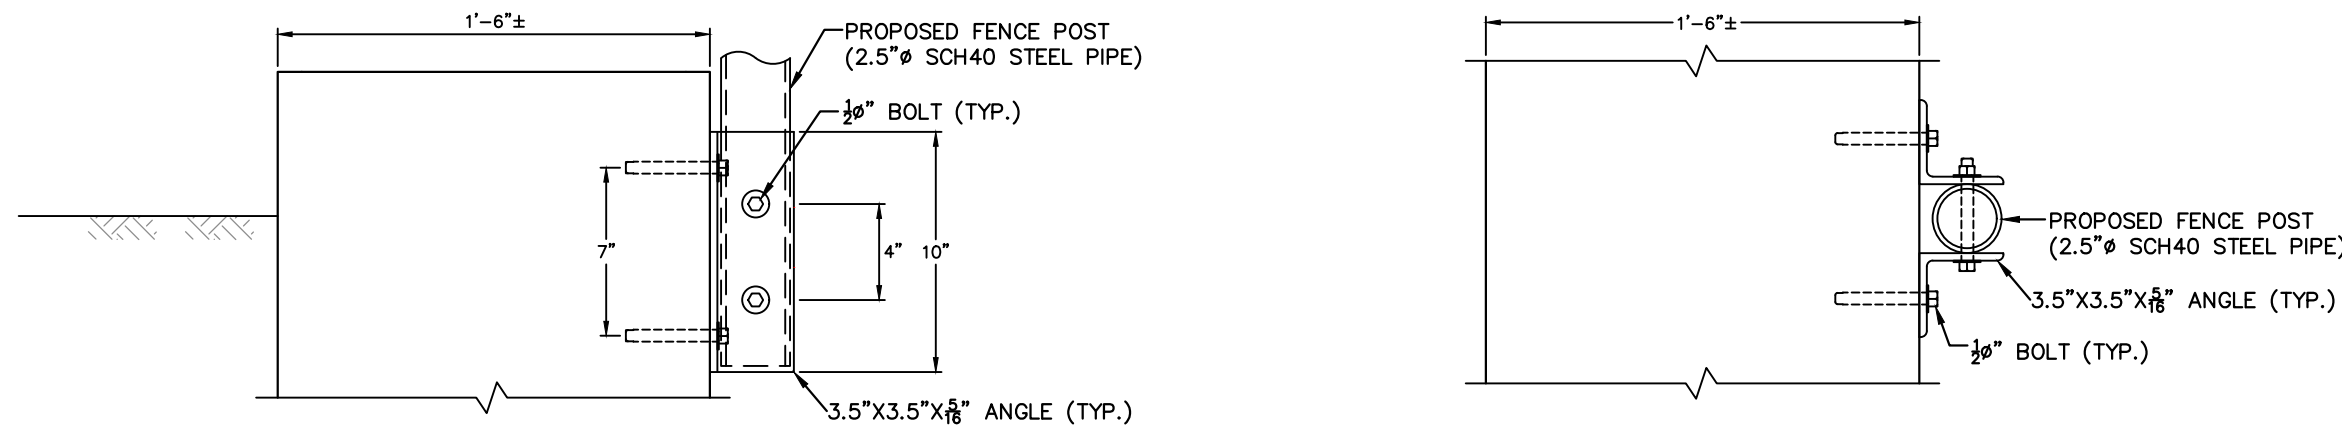 1'-6"±
PROPOSED FENCE POST
(2.5"ø SCH40 STEEL PIPE)
1/2ø" BOLT (TYP.)
7"
4"
10"
3.5"X3.5"X5/16" ANGLE (TYP.)
1'-6"±
PROPOSED FENCE POST
(2.5"ø SCH40 STEEL PIPE)
3.5"X3.5"X5/16" ANGLE (TYP.)
1/2ø" BOLT (TYP.)